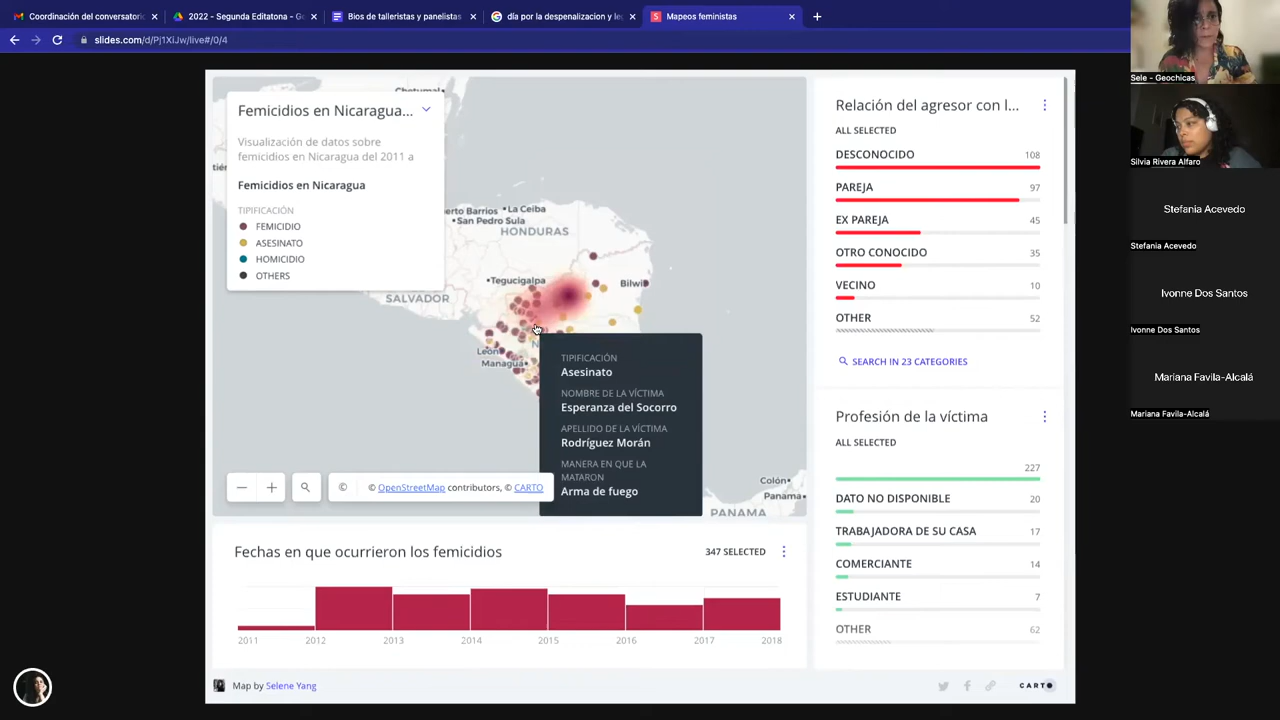 Coordinación del conversatori
2022 - Segunda Editatona - G
Bios de talleristas y panelistas
día por la despenalizacion y le
Mapeos feministas
slides.com/d/Pj1XiJw/live#/0/4
Femicidios en Nicaragua...
Visualización de datos sobre
femicidios en Nicaragua del 2011 a
Femicidios en Nicaragua
TIPIFICACIÓN
FEMICIDIO
ASESINATO
HOMICIDIO
OTHERS
Chetumal
erto Barrios
La Ceiba
San Pedro Sula
HONDURAS
Tegucigalpa
SALVADOR
Bilwi
León
Managua
TIPIFICACIÓN
Asesinato
NOMBRE DE LA VÍCTIMA
Esperanza del Socorro
APELLIDO DE LA VÍCTIMA
Rodríguez Morán
MANERA EN QUE LA
MATARON
Arma de fuego
Colón
Panama
PANAMA
© © OpenStreetMap contributors, © CARTO
Fechas en que ocurrieron los femicidios
347 SELECTED
2011 2012 2013 2014 2015 2016 2017 2018
Map by Selene Yang
CARTO
Relación del agresor con l...
ALL SELECTED
DESCONOCIDO 108
PAREJA 97
EX PAREJA 45
OTRO CONOCIDO 35
VECINO 10
OTHER 52
SEARCH IN 23 CATEGORIES
Profesión de la víctima
ALL SELECTED
227
DATO NO DISPONIBLE 20
TRABAJADORA DE SU CASA 17
COMERCIANTE 14
ESTUDIANTE 7
OTHER 62
Sele - Geochicas
Silvia Rivera Alfaro
Stefania Acevedo
Stefania Acevedo
Ivonne Dos Santos
Ivonne Dos Santos
Mariana Favila-Alcalá
Mariana Favila-Alcalá